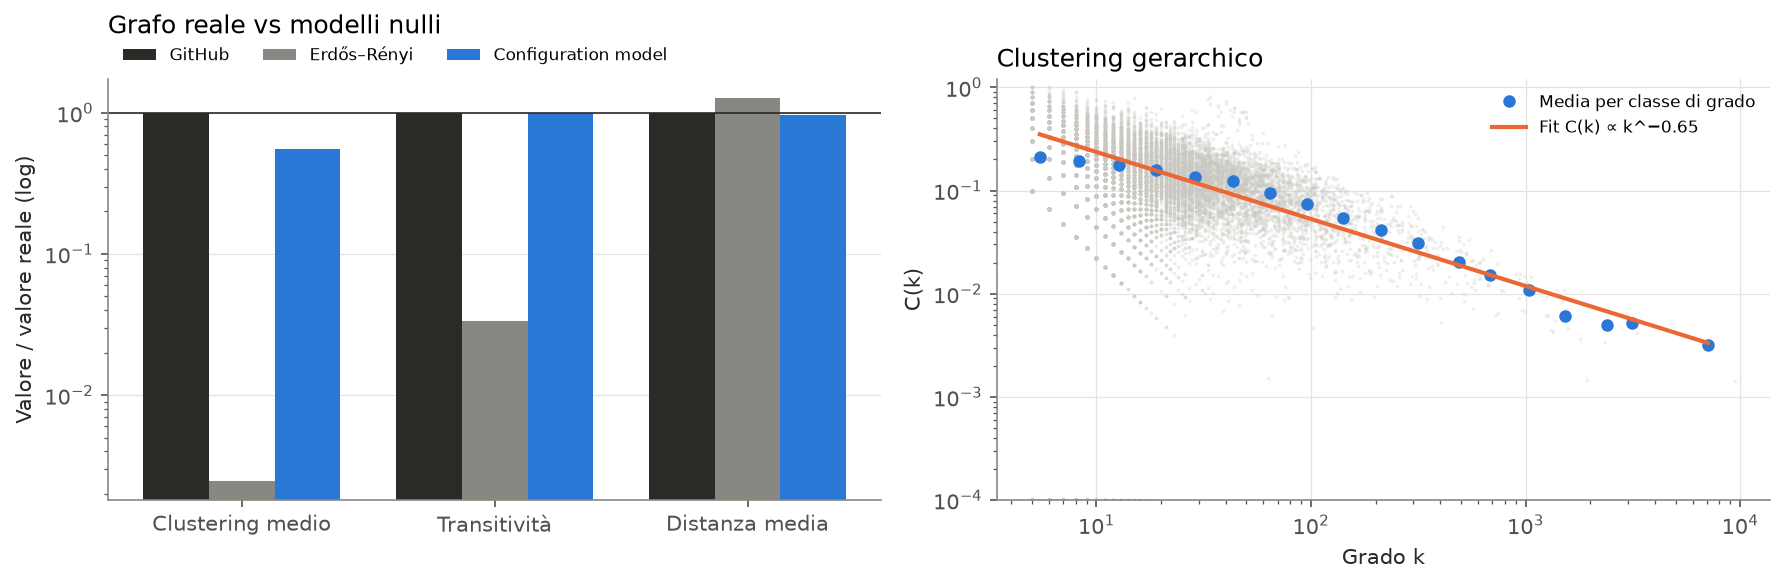 Grafo reale vs modelli nulli
GitHub
Erdős–Rényi
Configuration model
Valore / valore reale (log)
10^0
10^−1
10^−2
Clustering medio
Transitività
Distanza media
Clustering gerarchico
Media per classe di grado
Fit C(k) ∝ k^−0.65
C(k)
10^0
10^−1
10^−2
10^−3
10^−4
10^1
10^2
10^3
10^4
Grado k